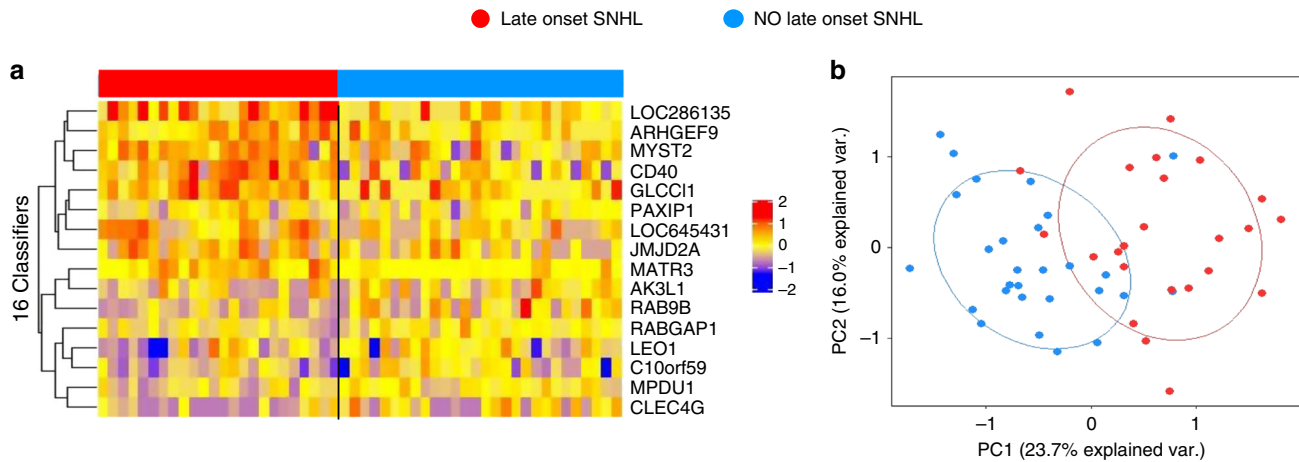 Late onset SNHL
NO late onset SNHL
a
16 Classifiers
LOC286135
ARHGEF9
MYST2
CD40
GLCCI1
PAXIP1
LOC645431
JMJD2A
MATR3
AK3L1
RAB9B
RABGAP1
LEO1
C10orf59
MPDU1
CLEC4G
2
1
0
−1
−2
b
PC2 (16.0% explained var.)
1
0
−1
−1
0
1
PC1 (23.7% explained var.)